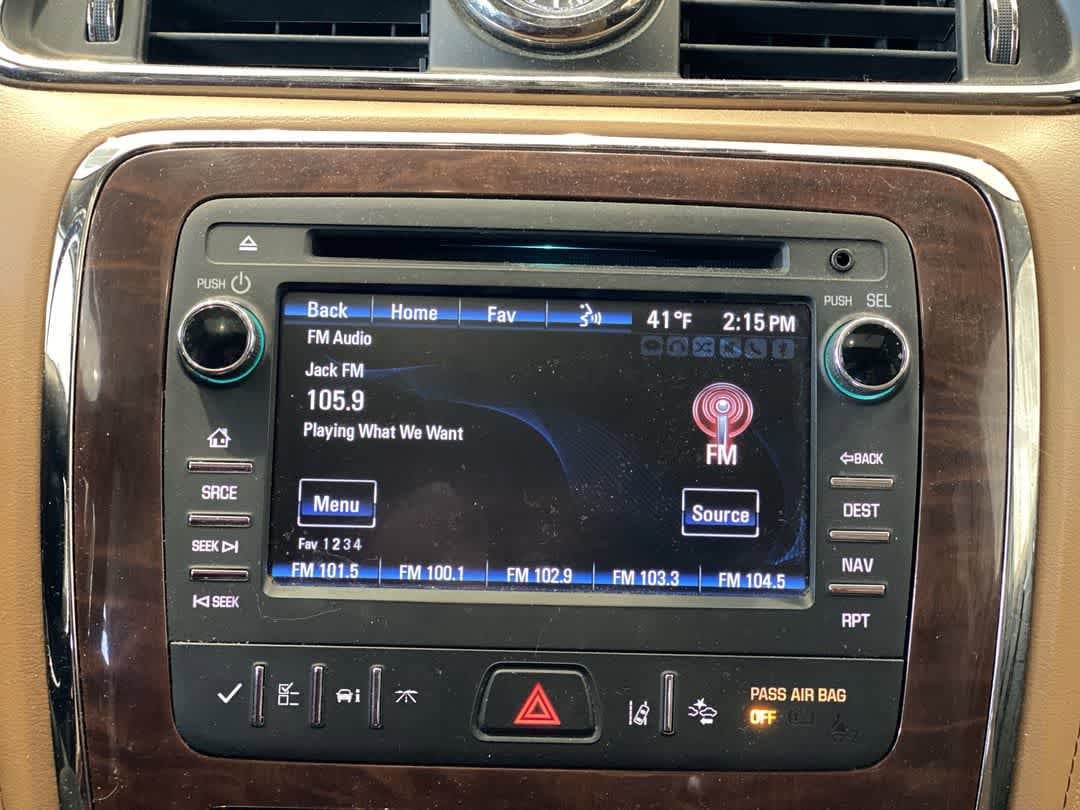 PUSH
PUSH SEL
Back Home Fav 41°F 2:15 PM
FM Audio
Jack FM
105.9
Playing What We Want
FM
Menu
Source
Fav 1 2 3 4
FM 101.5 FM 100.1 FM 102.9 FM 103.3 FM 104.5
SRCE
SEEK
SEEK
BACK
DEST
NAV
RPT
i
PASS AIR BAG
OFF